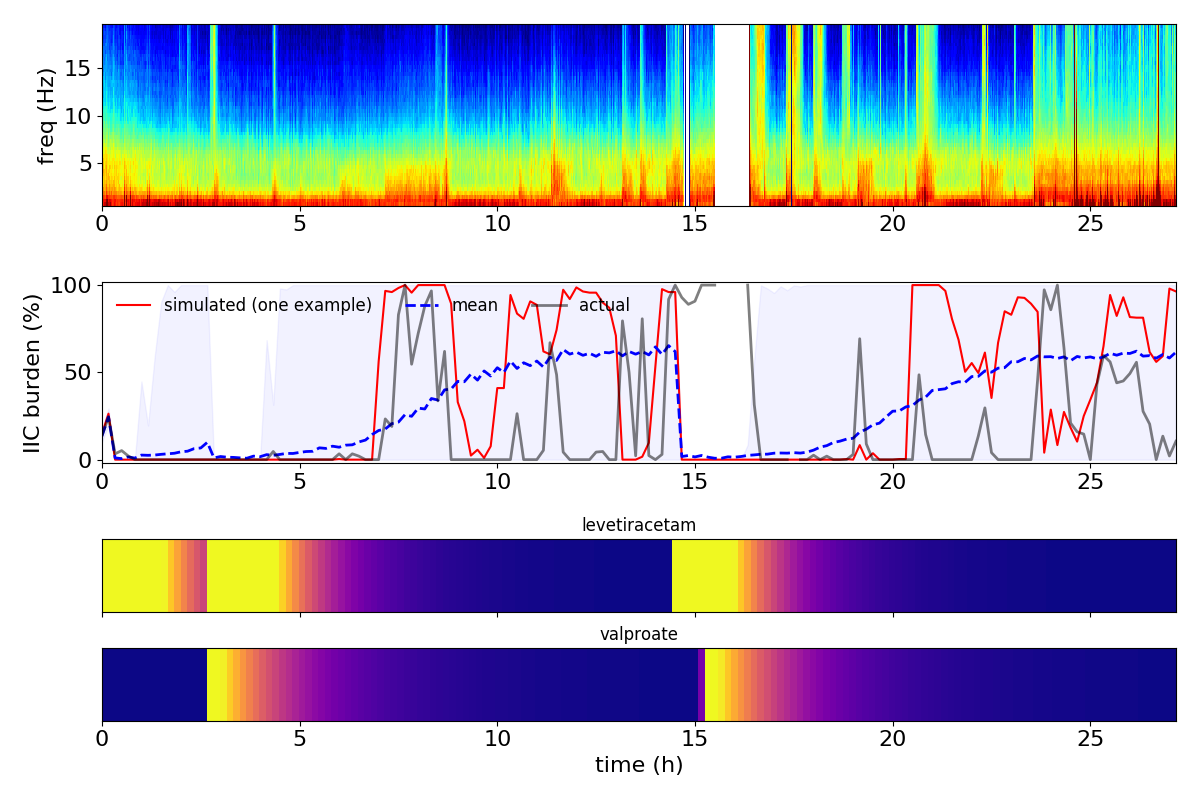 freq (Hz)
15
10
5
0 5 10 15 20 25
IIC burden (%)
100
50
0
simulated (one example) mean actual
0 5 10 15 20 25
levetiracetam
valproate
0 5 10 15 20 25
time (h)